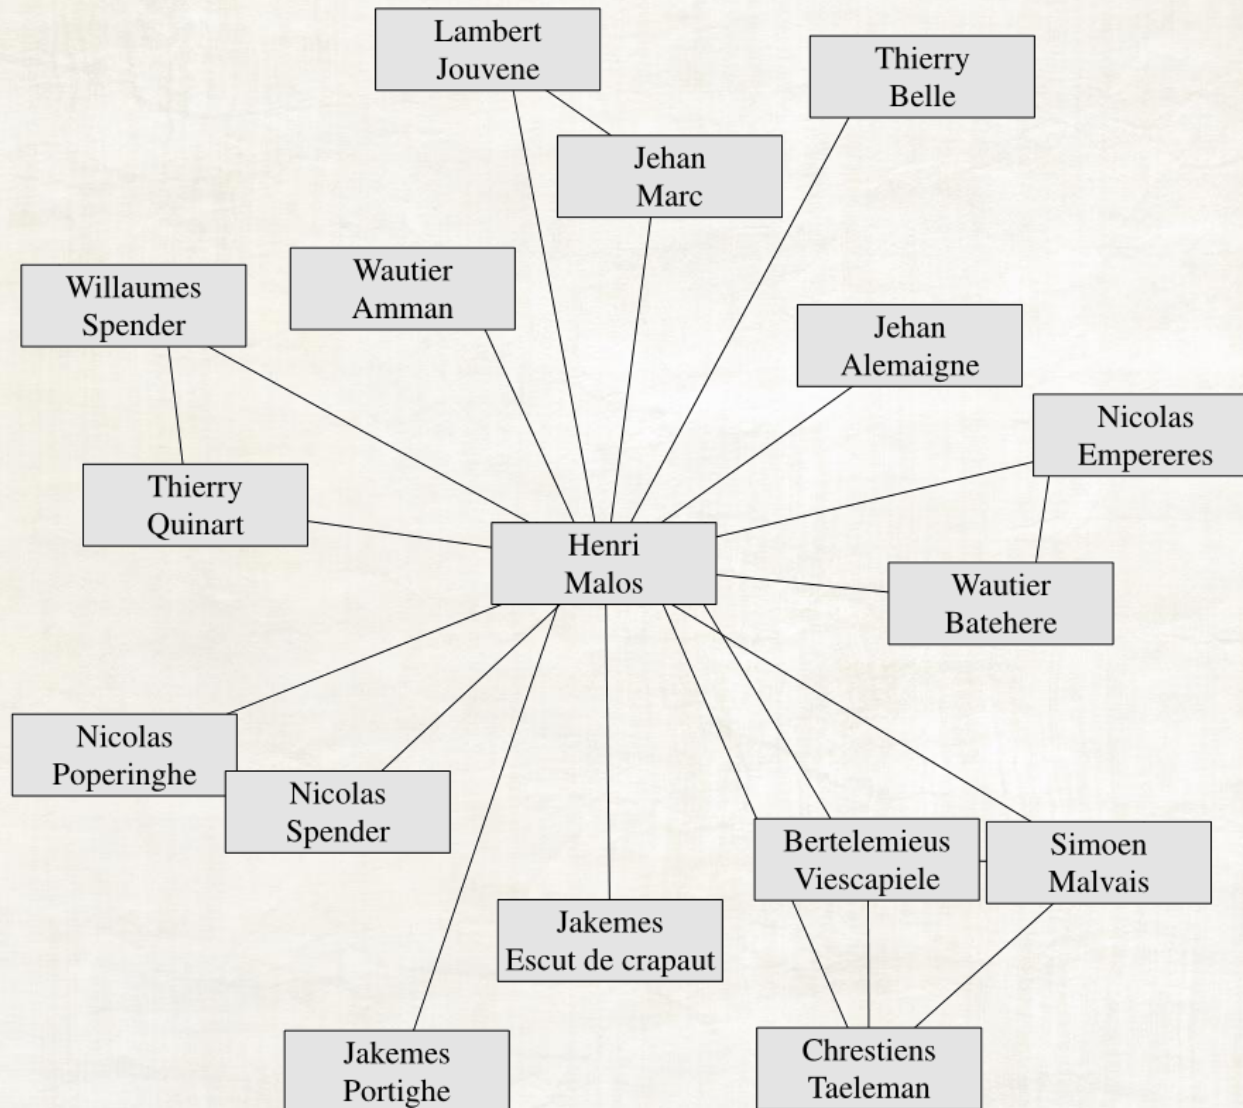 Lambert
Jouvene
Thierry
Belle
Jehan
Marc
Wautier
Amman
Willaumes
Spender
Jehan
Alemaigne
Nicolas
Empereres
Thierry
Quinart
Henri
Malos
Wautier
Batehere
Nicolas
Poperinghe
Nicolas
Spender
Bertelemieus
Viescapiele
Simoen
Malvais
Jakemes
Escut de crapaut
Jakemes
Portighe
Chrestiens
Taeleman